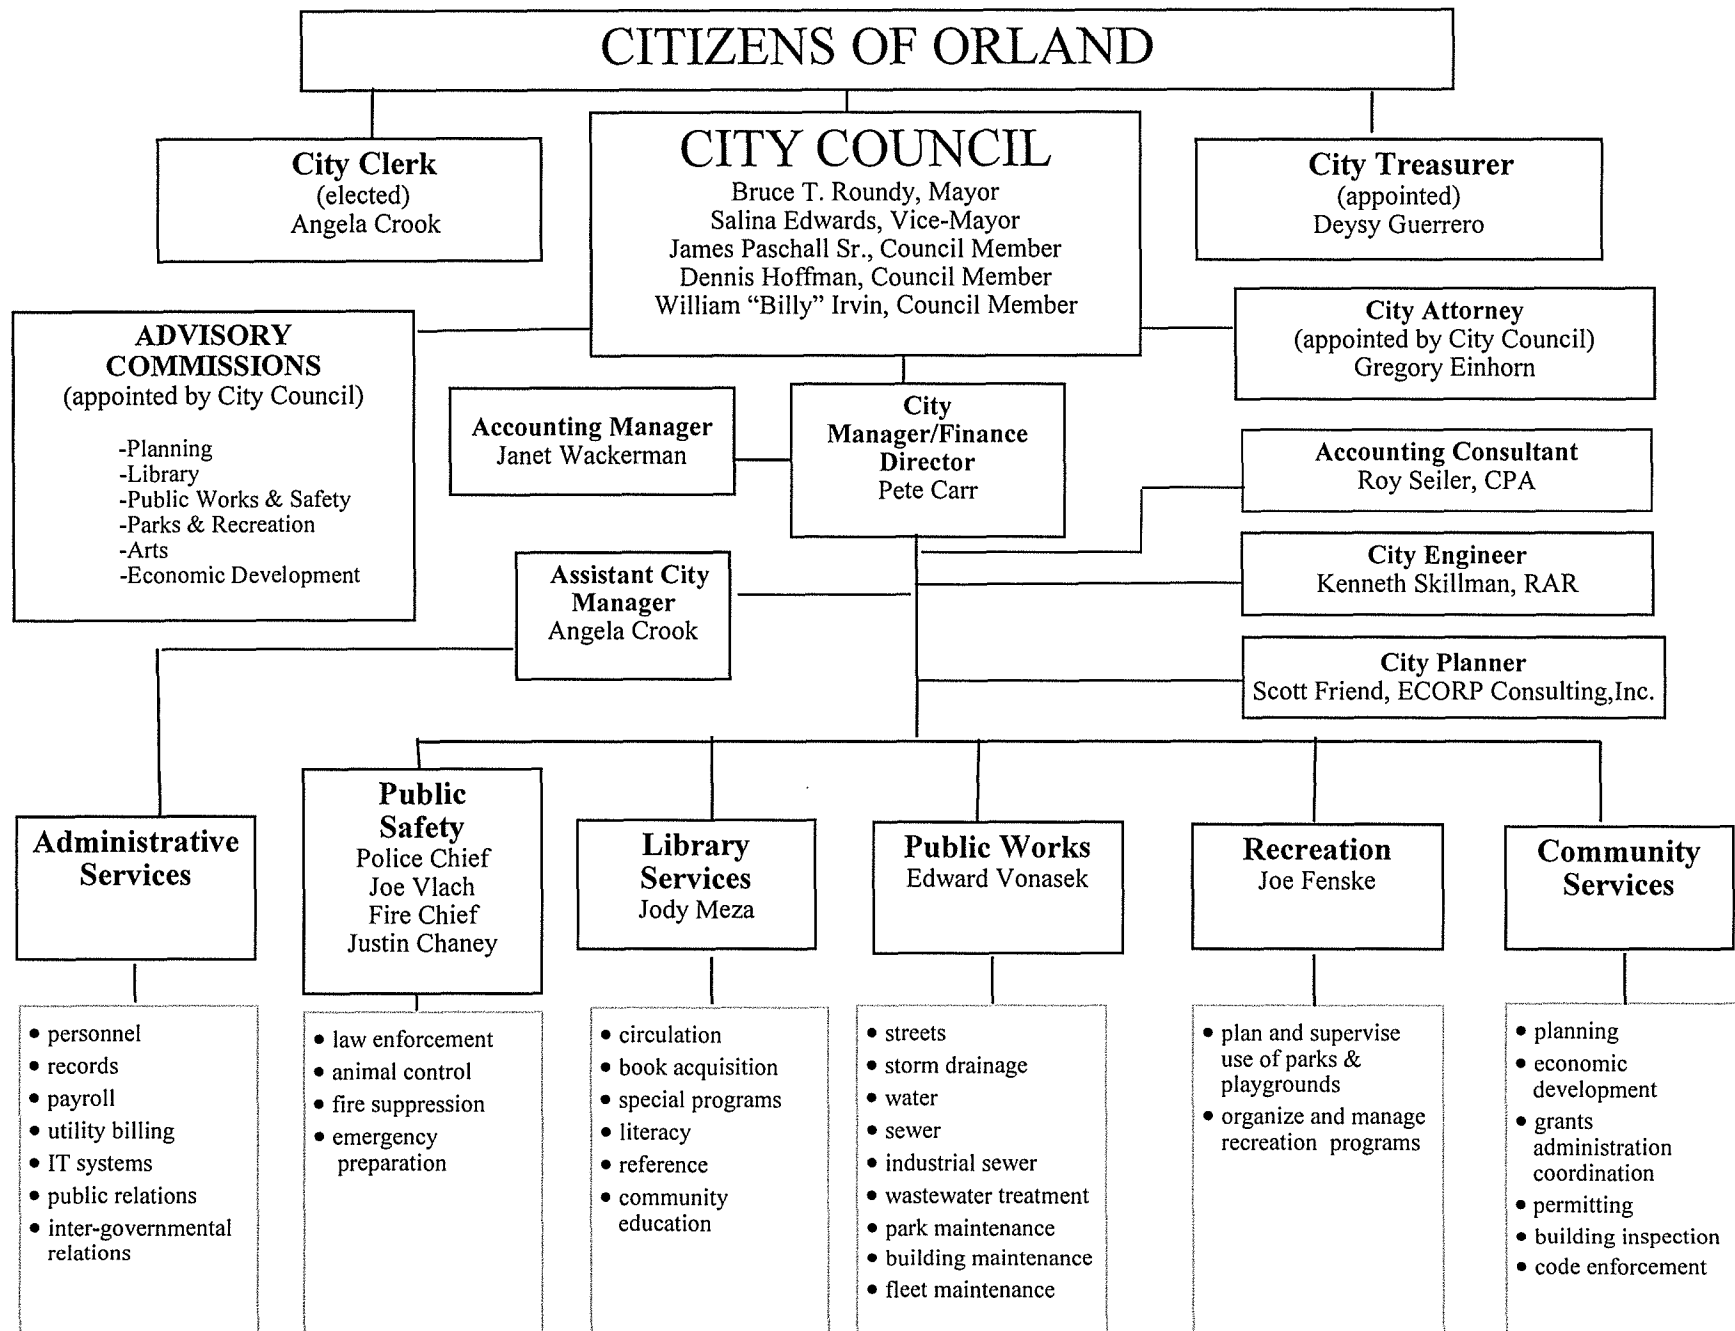 CITIZENS OF ORLAND
City Clerk
(elected)
Angela Crook
CITY COUNCIL
Bruce T. Roundy, Mayor
Salina Edwards, Vice-Mayor
James Paschall Sr., Council Member
Dennis Hoffman, Council Member
William “Billy” Irvin, Council Member
City Treasurer
(appointed)
Deysy Guerrero
ADVISORY
COMMISSIONS
(appointed by City Council)
-Planning
-Library
-Public Works & Safety
-Parks & Recreation
-Arts
-Economic Development
City Attorney
(appointed by City Council)
Gregory Einhorn
Accounting Manager
Janet Wackerman
City
Manager/Finance
Director
Pete Carr
Accounting Consultant
Roy Seiler, CPA
City Engineer
Kenneth Skillman, RAR
Assistant City
Manager
Angela Crook
City Planner
Scott Friend, ECORP Consulting,Inc.
Administrative
Services
Public
Safety
Police Chief
Joe Vlach
Fire Chief
Justin Chaney
Library
Services
Jody Meza
Public Works
Edward Vonasek
Recreation
Joe Fenske
Community
Services
• personnel
• records
• payroll
• utility billing
• IT systems
• public relations
• inter-governmental
relations
• law enforcement
• animal control
• fire suppression
• emergency
preparation
• circulation
• book acquisition
• special programs
• literacy
• reference
• community
education
• streets
• storm drainage
• water
• sewer
• industrial sewer
• wastewater treatment
• park maintenance
• building maintenance
• fleet maintenance
• plan and supervise
use of parks &
playgrounds
• organize and manage
recreation programs
• planning
• economic
development
• grants
administration
coordination
• permitting
• building inspection
• code enforcement